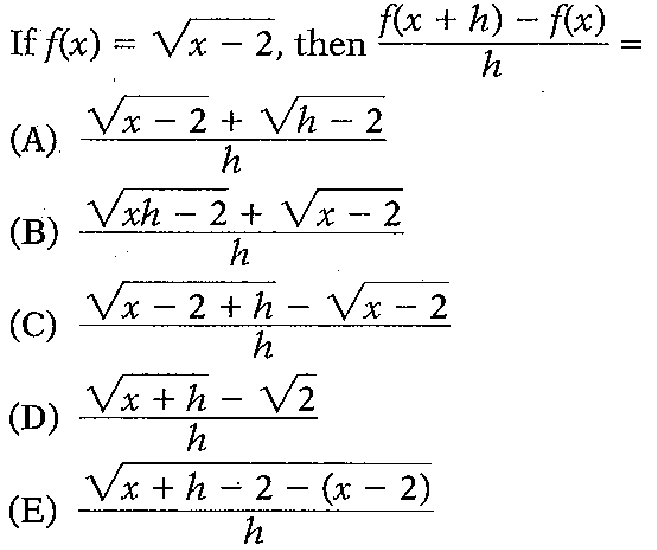 If f(x) = √(x − 2), then (f(x + h) − f(x))/h =
(A) (√(x − 2) + √(h − 2))/h
(B) (√(xh − 2) + √(x − 2))/h
(C) (√(x − 2 + h) − √(x − 2))/h
(D) (√(x + h) − √2)/h
(E) √(x + h − 2 − (x − 2))/h